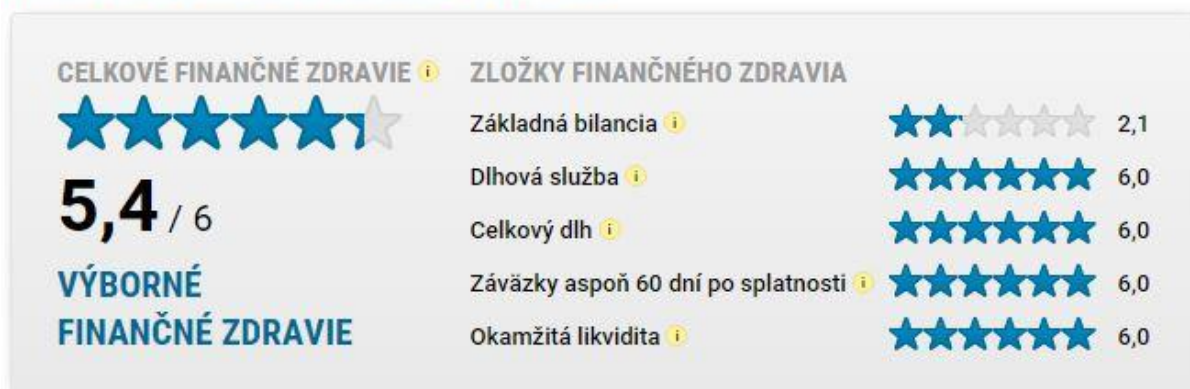 CELKOVÉ FINANČNÉ ZDRAVIE i
5,4 / 6
VÝBORNÉ
FINANČNÉ ZDRAVIE
ZLOŽKY FINANČNÉHO ZDRAVIA
Základná bilancia i 2,1
Dlhová služba i 6,0
Celkový dlh i 6,0
Záväzky aspoň 60 dní po splatnosti i 6,0
Okamžitá likvidita i 6,0